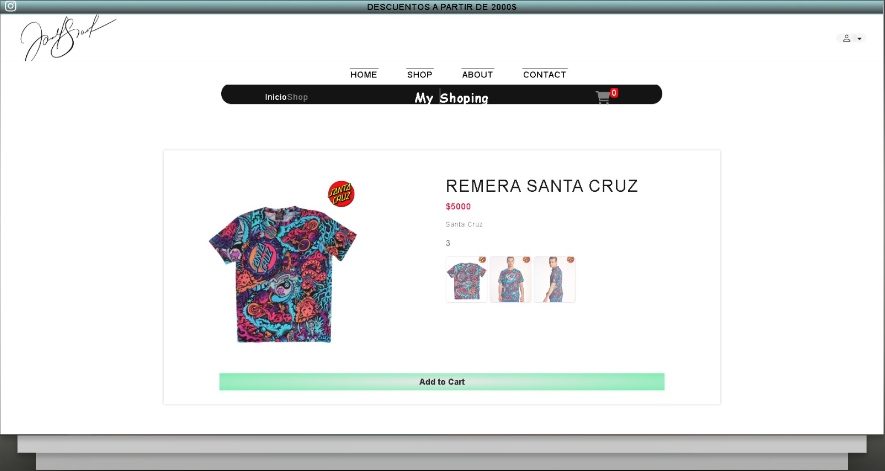 DESCUENTOS A PARTIR DE 2000$
HOME SHOP ABOUT CONTACT
InicioShop My Shoping 0
SANTA CRUZ
REMERA SANTA CRUZ
$5000
Santa Cruz
3
Add to Cart